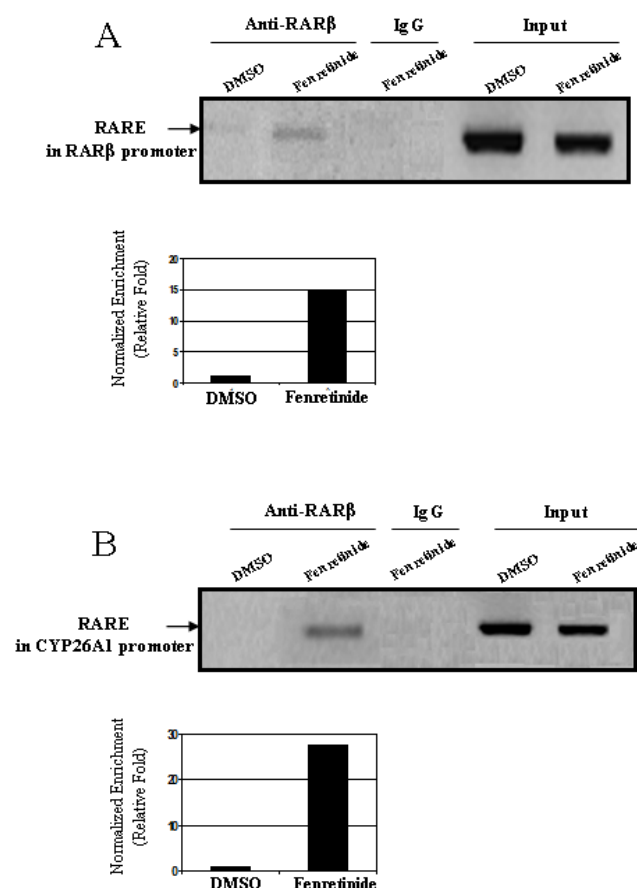 A
Anti-RARβ IgG Input
DMSO Fenretinide Fenretinide DMSO Fenretinide
RARE
in RARβ promoter
Normalized Enrichment
(Relative Fold)
20
15
10
5
0
DMSO Fenretinide
B
Anti-RARβ IgG Input
DMSO Fenretinide Fenretinide DMSO Fenretinide
RARE
in CYP26A1 promoter
Normalized Enrichment
(Relative Fold)
30
20
10
0
DMSO Fenretinide